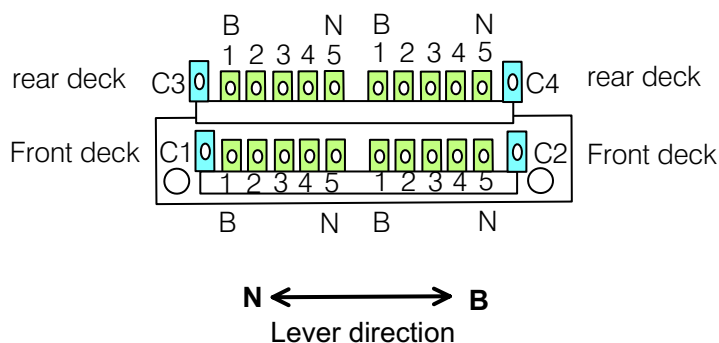 B N B N
1 2 3 4 5 1 2 3 4 5
rear deck C3 C4 rear deck
Front deck C1 C2 Front deck
1 2 3 4 5 1 2 3 4 5
B N B N
N B
Lever direction